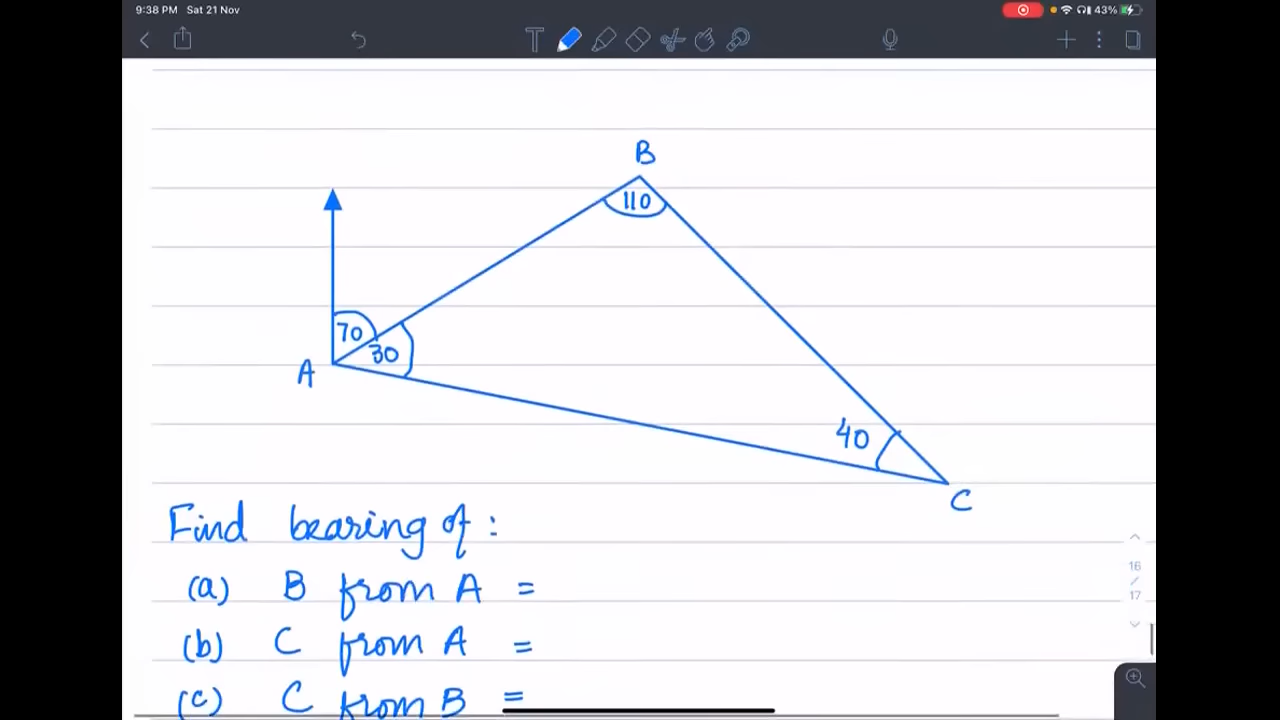 9:38 PM Sat 21 Nov
43%
B
110
70
30
A
40
C
Find bearing of :
(a) B from A =
(b) C from A =
(c) C from B =
16
/
17